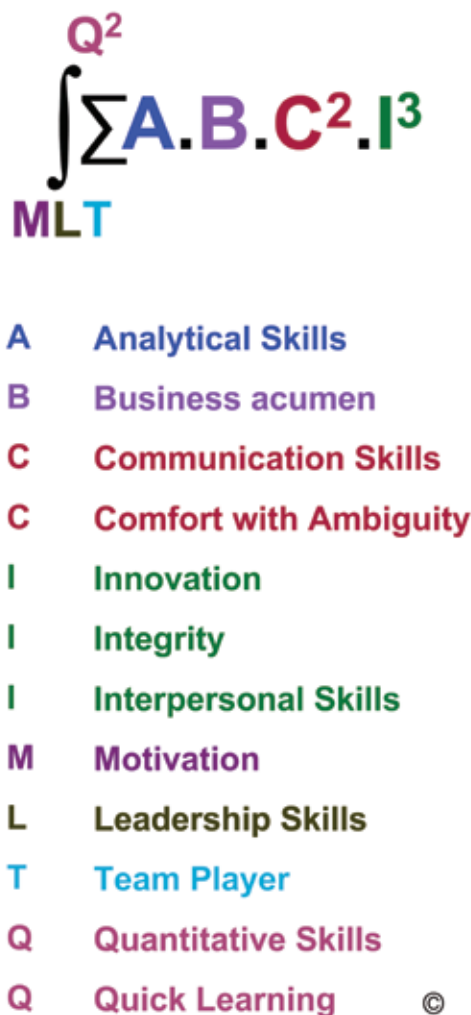 Q²
∫∑A.B.C².I³
MLT
A Analytical Skills
B Business acumen
C Communication Skills
C Comfort with Ambiguity
I Innovation
I Integrity
I Interpersonal Skills
M Motivation
L Leadership Skills
T Team Player
Q Quantitative Skills
Q Quick Learning ©